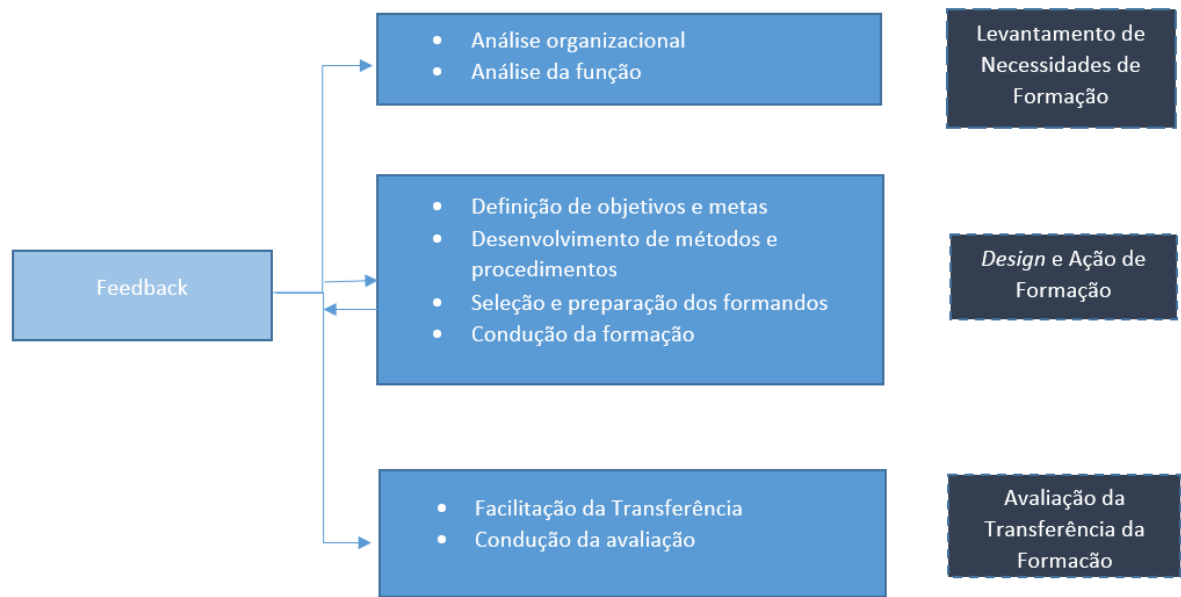 Análise organizacional
Análise da função
Levantamento de
Necessidades de
Formação
Feedback
Definição de objetivos e metas
Desenvolvimento de métodos e
procedimentos
Seleção e preparação dos formandos
Condução da formação
Design e Ação de
Formação
Facilitação da Transferência
Condução da avaliação
Avaliação da
Transferência da
Formacão